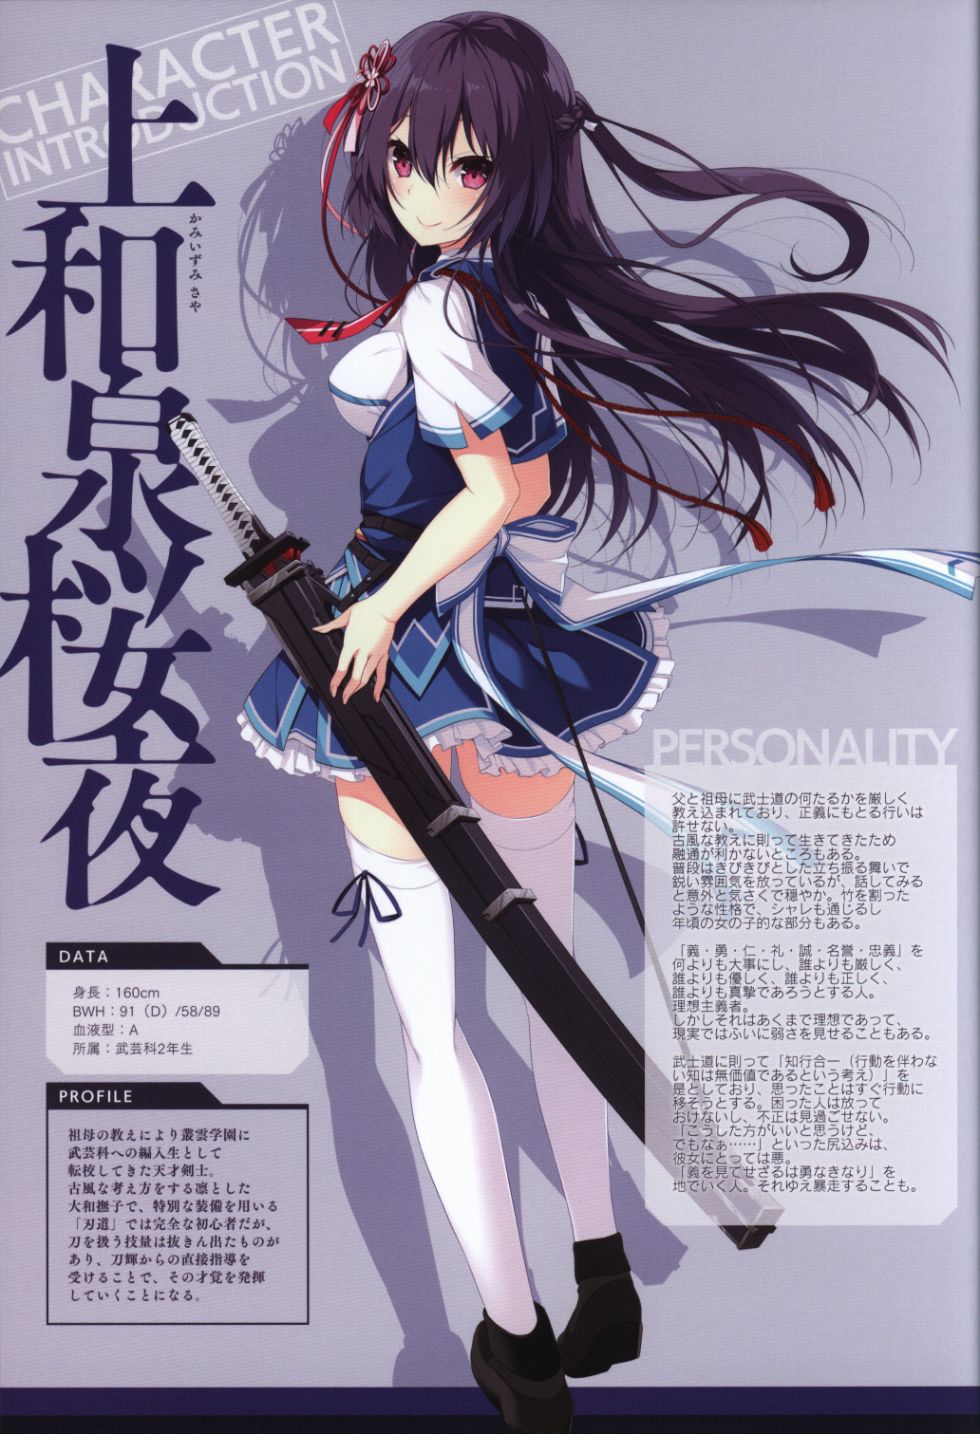 CHARACTER
INTRODUCTION
上和泉桜夜
かみいずみ さや
DATA
身長：160cm
BWH：91（D）/58/89
血液型：A
所属：武芸科2年生
PROFILE
祖母の教えにより叢雲学園に
武芸科への編入生として
転校してきた天才剣士。
古風な考え方をする凛とした
大和撫子で、特別な装備を用いる
「刃道」では完全な初心者だが、
刀を扱う技量は抜きん出たものが
あり、刀輝からの直接指導を
受けることで、その才覚を発揮
していくことになる。
PERSONALITY
父と祖母に武士道の何たるかを厳しく
教え込まれており、正義にもとる行いは
許せない。
古風な教えに則って生きてきたため
融通が利かないところもある。
普段はきびきびとした立ち振る舞いで
鋭い雰囲気を放っているが、話してみる
と意外と気さくで穏やか。竹を割った
ような性格で、シャレも通じるし
年頃の女の子的な部分もある。
「義・勇・仁・礼・誠・名誉・忠義」を
何よりも大事にし、誰よりも厳しく、
誰よりも優しく、誰よりも正しく、
誰よりも真摯であろうとする人。
理想主義者。
しかしそれはあくまで理想であって、
現実ではふいに弱さを見せることもある。
武士道に則って「知行合一（行動を伴わな
い知は無価値であるという考え）」を
是としており、思ったことはすぐ行動に
移そうとする。困った人は放って
おけないし、不正は見過ごせない。
「こうした方がいいと思うけど、
でもなぁ……」といった尻込みは、
彼女にとっては悪。
「義を見てせざるは勇なきなり」を
地でいく人。それゆえ暴走することも。